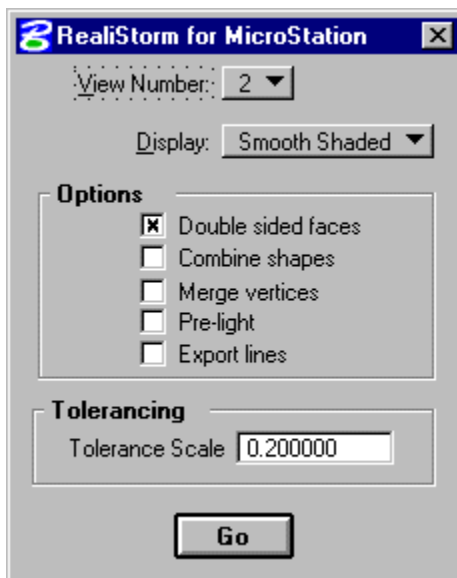 RealiStorm for MicroStation
View Number: 2
Display: Smooth Shaded
Options
Double sided faces
Combine shapes
Merge vertices
Pre-light
Export lines
Tolerancing
Tolerance Scale 0.200000
Go